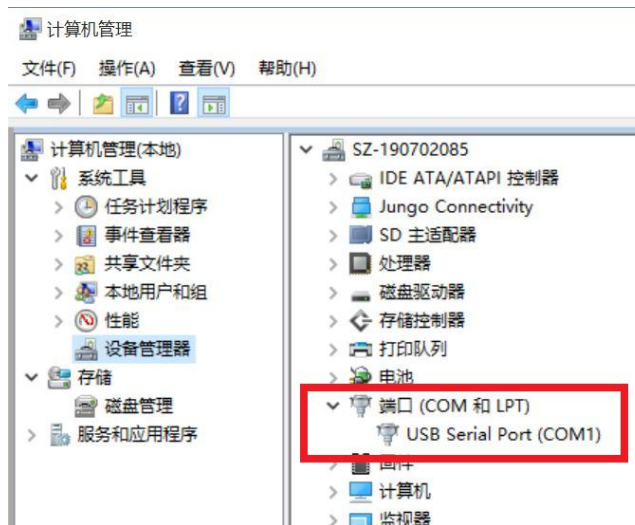 计算机管理
文件(F) 操作(A) 查看(V) 帮助(H)
计算机管理(本地)
系统工具
任务计划程序
事件查看器
共享文件夹
本地用户和组
性能
设备管理器
存储
磁盘管理
服务和应用程序
SZ-190702085
IDE ATA/ATAPI 控制器
Jungo Connectivity
SD 主适配器
处理器
磁盘驱动器
存储控制器
打印队列
电池
端口 (COM 和 LPT)
USB Serial Port (COM1)
固件
计算机
监视器